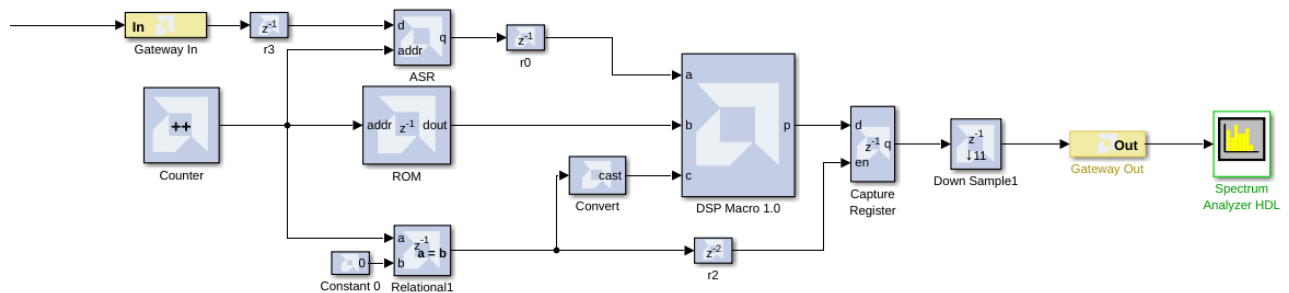 In
Gateway In
z-1
r3
d
addr
q
ASR
z-1
r0
++
Counter
addr
z-1
dout
ROM
a
b
c
p
DSP Macro 1.0
cast
Convert
a
b
z-1
a = b
Relational1
0
Constant 0
z-2
r2
d
en
z-1
q
Capture
Register
z-1
↓11
Down Sample1
Out
Gateway Out
Spectrum
Analyzer HDL